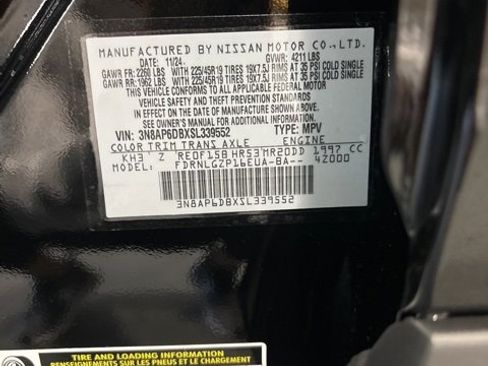 MANUFACTURED BY NISSAN MOTOR CO., LTD.
DATE: 11/24 GVWR: 4211 LBS
GAWR FR: 2260 LBS WITH 225/45R19 TIRES 19X7.5J RIMS AT 35 PSI COLD SINGLE
GAWR RR: 1962 LBS WITH 225/45R19 TIRES 19X7.5J RIMS AT 35 PSI COLD SINGLE
THIS VEHICLE CONFORMS TO ALL APPLICABLE FEDERAL MOTOR
VEHICLE SAFETY, BUMPER, AND THEFT PREVENTION STANDARDS
IN EFFECT ON THE DATE OF MANUFACTURE SHOWN ABOVE.
SEE OWNER'S MANUAL FOR ADDITIONAL INFORMATION.
VIN: 3N8AP6DBXSL339552 TYPE: MPV
COLOR TRIM TRANS AXLE ENGINE
KH3 Z RE0F15B HR53 MR20DD 1997 CC
MODEL: FDRNLGZP16EUA-BA-- 4Z000
3N8AP6DBXSL339552
TIRE AND LOADING INFORMATION
RENSEIGNEMENTS SUR LES PNEUS ET LE CHARGEMENT